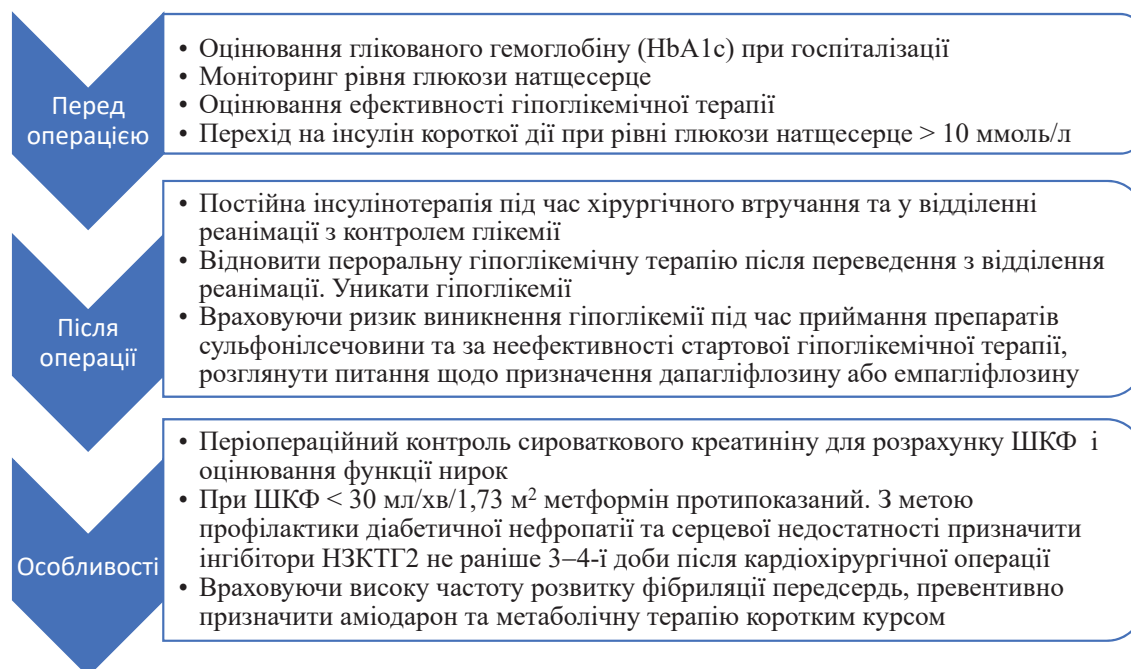 Перед
операцією
• Оцінювання глікованого гемоглобіну (HbA1c) при госпіталізації
• Моніторинг рівня глюкози натщесерце
• Оцінювання ефективності гіпоглікемічної терапії
• Перехід на інсулін короткої дії при рівні глюкози натщесерце > 10 ммоль/л
Після
операції
• Постійна інсулінотерапія під час хірургічного втручання та у відділенні
реанімації з контролем глікемії
• Відновити пероральну гіпоглікемічну терапію після переведення з відділення
реанімації. Уникати гіпоглікемії
• Враховуючи ризик виникнення гіпоглікемії під час приймання препаратів
сульфонілсечовини та за неефективності стартової гіпоглікемічної терапії,
розглянути питання щодо призначення дапагліфлозину або емпагліфлозину
Особливості
• Періопераційний контроль сироваткового креатиніну для розрахунку ШКФ і
оцінювання функції нирок
• При ШКФ < 30 мл/хв/1,73 м² метформін протипоказаний. З метою
профілактики діабетичної нефропатії та серцевої недостатності призначити
інгібітори НЗКТГ2 не раніше 3–4-ї доби після кардіохірургічної операції
• Враховуючи високу частоту розвитку фібриляції передсердь, превентивно
призначити аміодарон та метаболічну терапію коротким курсом